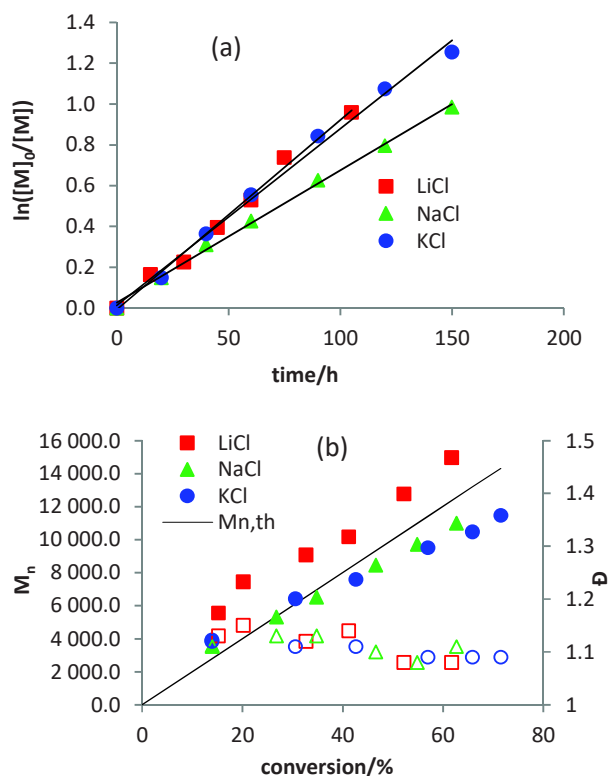 (a)
ln([M]₀/[M])
1.4
1.2
1.0
0.8
0.6
0.4
0.2
0.0
LiCl
NaCl
KCl
0 50 100 150 200
time/h
(b)
LiCl
NaCl
KCl
Mn,th
Mₙ
16 000.0
14 000.0
12 000.0
10 000.0
8 000.0
6 000.0
4 000.0
2 000.0
0.0
1.5
1.4
1.3
1.2
1.1
1
Đ
0 20 40 60 80
conversion/%